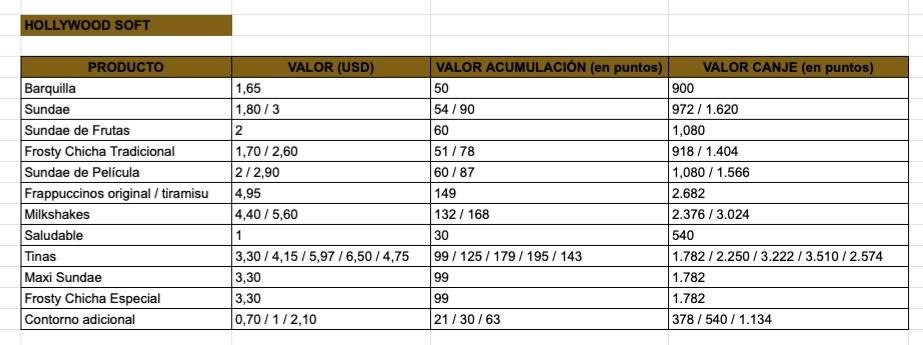 HOLLYWOOD SOFT
PRODUCTO VALOR (USD) VALOR ACUMULACIÓN (en puntos) VALOR CANJE (en puntos)
Barquilla 1,65 50 900
Sundae 1,80 / 3 54 / 90 972 / 1.620
Sundae de Frutas 2 60 1,080
Frosty Chicha Tradicional 1,70 / 2,60 51 / 78 918 / 1.404
Sundae de Película 2 / 2,90 60 / 87 1,080 / 1.566
Frappuccinos original / tiramisu 4,95 149 2.682
Milkshakes 4,40 / 5,60 132 / 168 2.376 / 3.024
Saludable 1 30 540
Tinas 3,30 / 4,15 / 5,97 / 6,50 / 4,75 99 / 125 / 179 / 195 / 143 1.782 / 2.250 / 3.222 / 3.510 / 2.574
Maxi Sundae 3,30 99 1.782
Frosty Chicha Especial 3,30 99 1.782
Contorno adicional 0,70 / 1 / 2,10 21 / 30 / 63 378 / 540 / 1.134